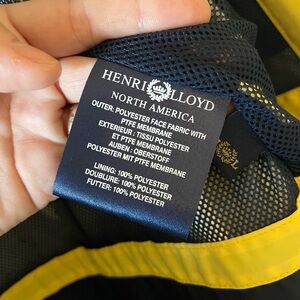 HENRI LLOYD
NORTH AMERICA
OUTER: POLYESTER FACE FABRIC WITH
PTFE MEMBRANE
EXTERIEUR: TISSU POLYESTER
ET PTFE MEMBRANE
AUBEN: OBERSTOFF
POLYESTER MIT PTFE MEMBRANE
LINING: 100% POLYESTER
DOUBLURE: 100% POLYESTER
FUTTER: 100% POLYESTER